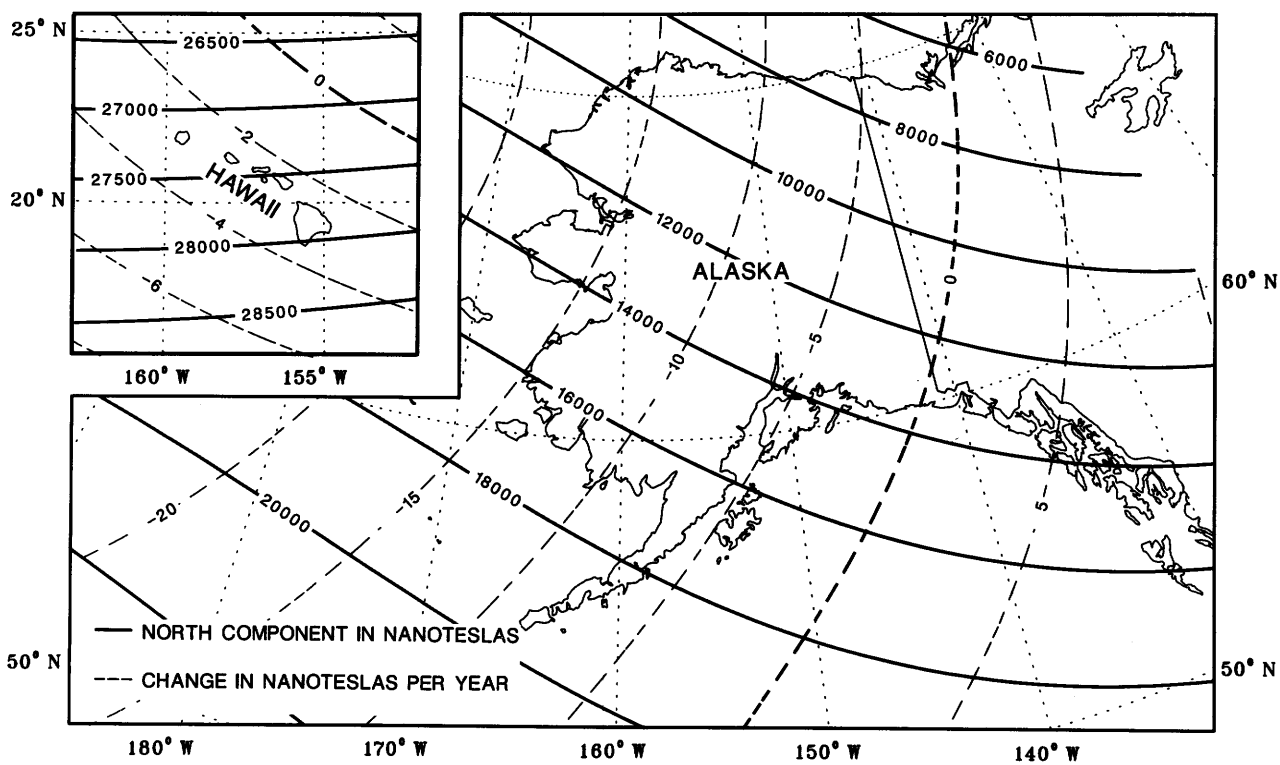 25° N
26500
0
27000
2
HAWAII
27500
20° N
4
28000
6
28500
160° W
155° W
6000
8000
10000
12000
ALASKA
0
60° N
14000
5
10
16000
18000
15
20000
20
5
NORTH COMPONENT IN NANOTESLAS
CHANGE IN NANOTESLAS PER YEAR
50° N
50° N
180° W
170° W
160° W
150° W
140° W